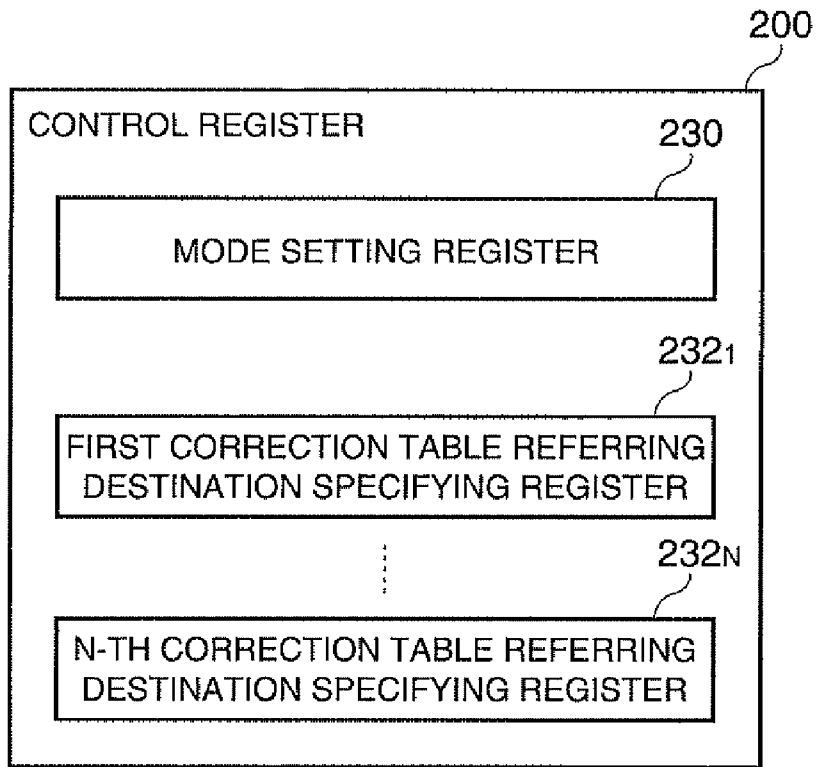 200
CONTROL REGISTER
230
MODE SETTING REGISTER
232₁
FIRST CORRECTION TABLE REFERRING
DESTINATION SPECIFYING REGISTER
232N
N-TH CORRECTION TABLE REFERRING
DESTINATION SPECIFYING REGISTER